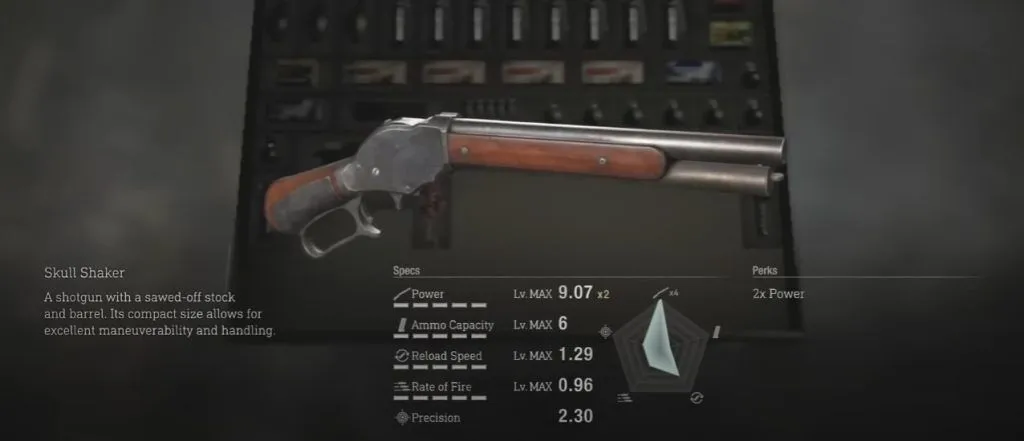 Skull Shaker
A shotgun with a sawed-off stock
and barrel. Its compact size allows for
excellent maneuverability and handling.
Specs
Power Lv. MAX 9.07 x2
Ammo Capacity Lv. MAX 6
Reload Speed Lv. MAX 1.29
Rate of Fire Lv. MAX 0.96
Precision 2.30
x4
Perks
2x Power